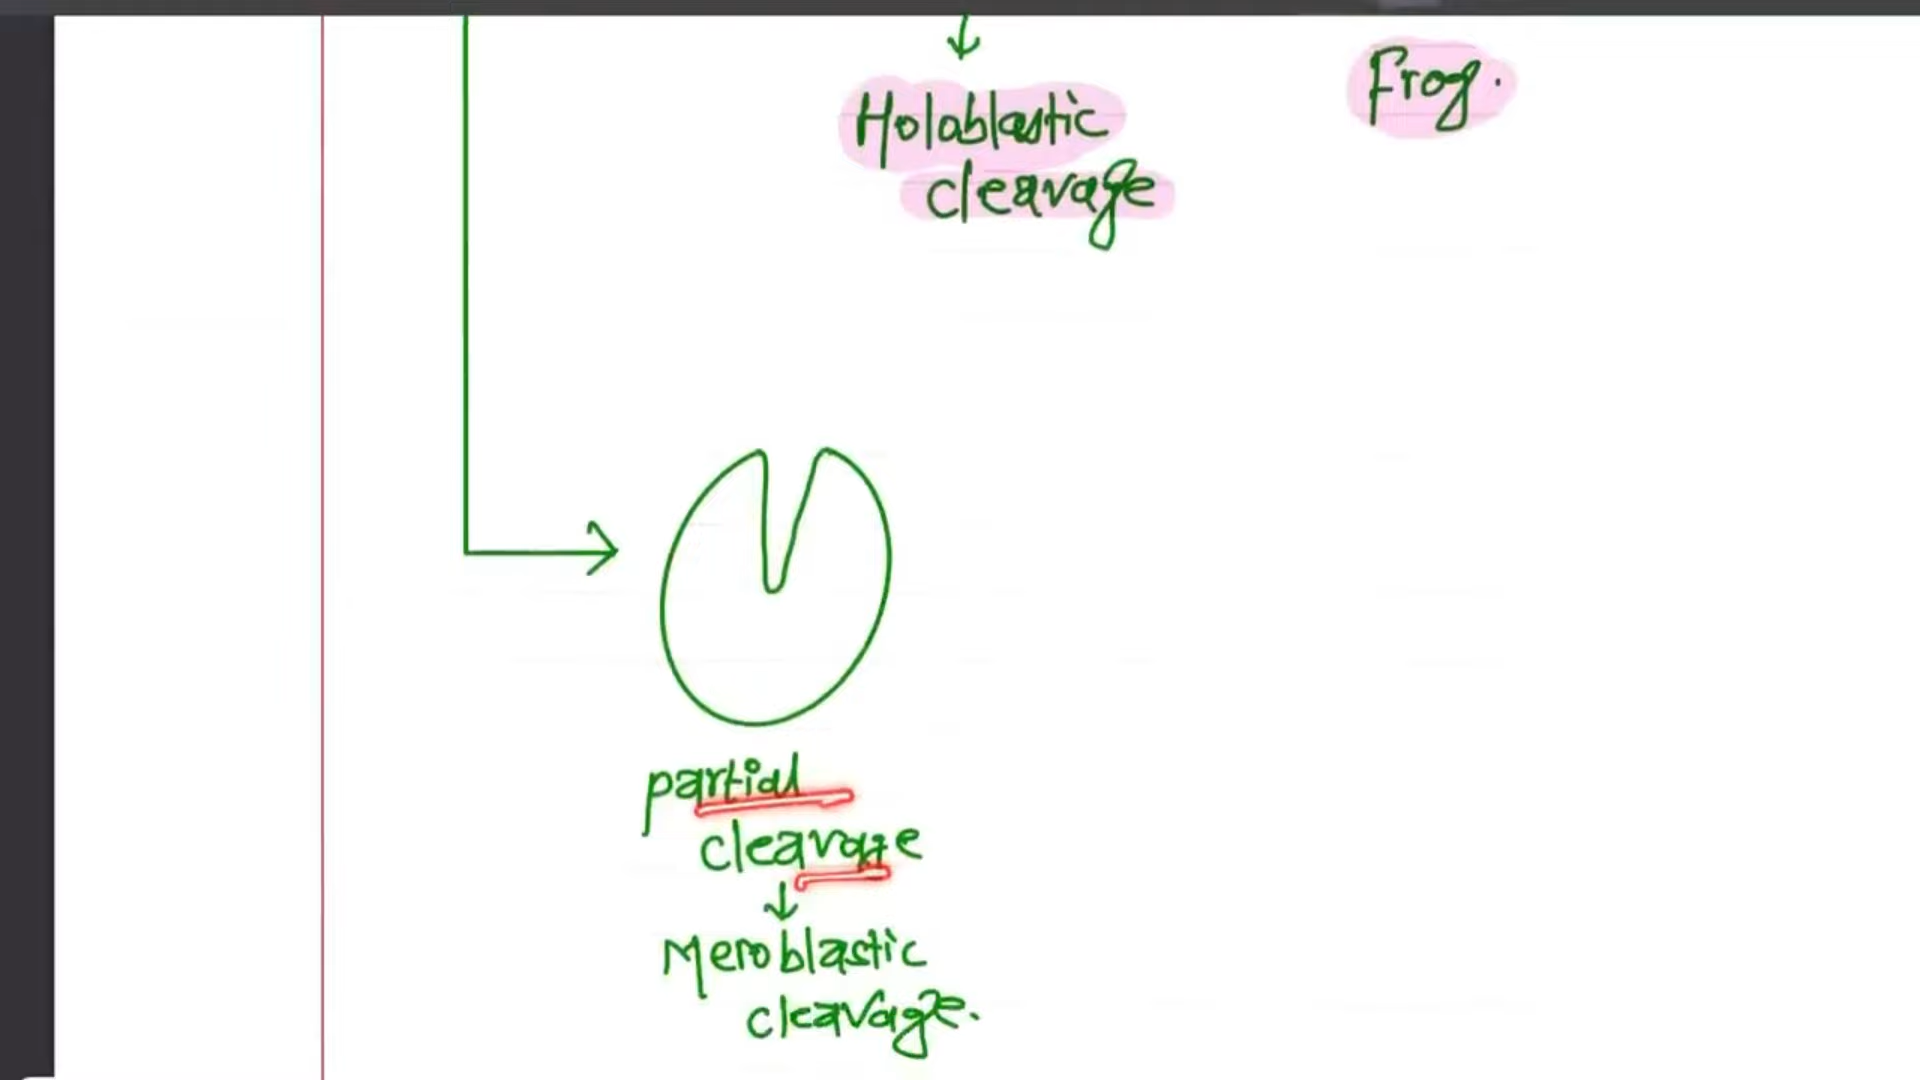 Holoblastic
cleavage
Frog.
partial
cleavage
Meroblastic
cleavage.